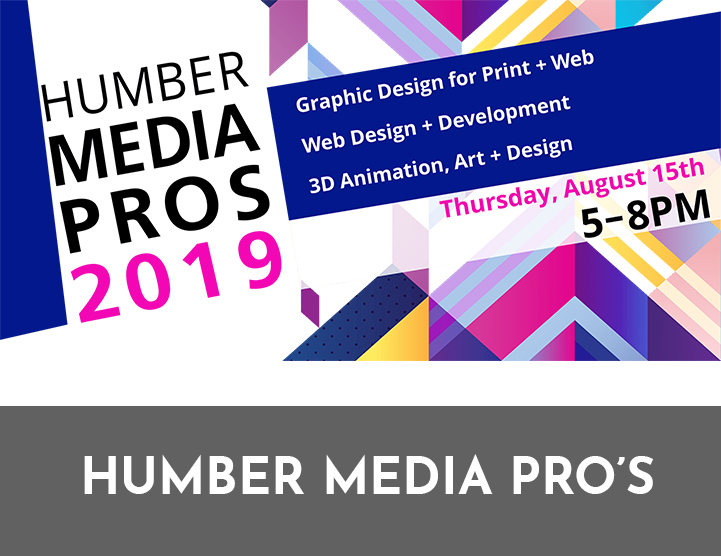 HUMBER
MEDIA
PROS
2019
Graphic Design for Print + Web
Web Design + Development
3D Animation, Art + Design
Thursday, August 15th
5–8PM
HUMBER MEDIA PRO’S